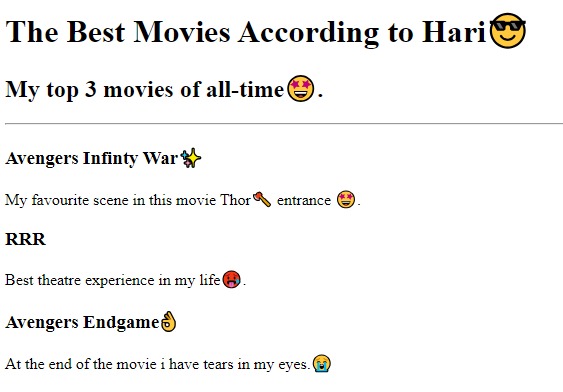 The Best Movies According to Hari😎
My top 3 movies of all-time🤩.
Avengers Infinty War✨
My favourite scene in this movie Thor🪓 entrance 🤩.
RRR
Best theatre experience in my life🥵.
Avengers Endgame👌
At the end of the movie i have tears in my eyes.😭